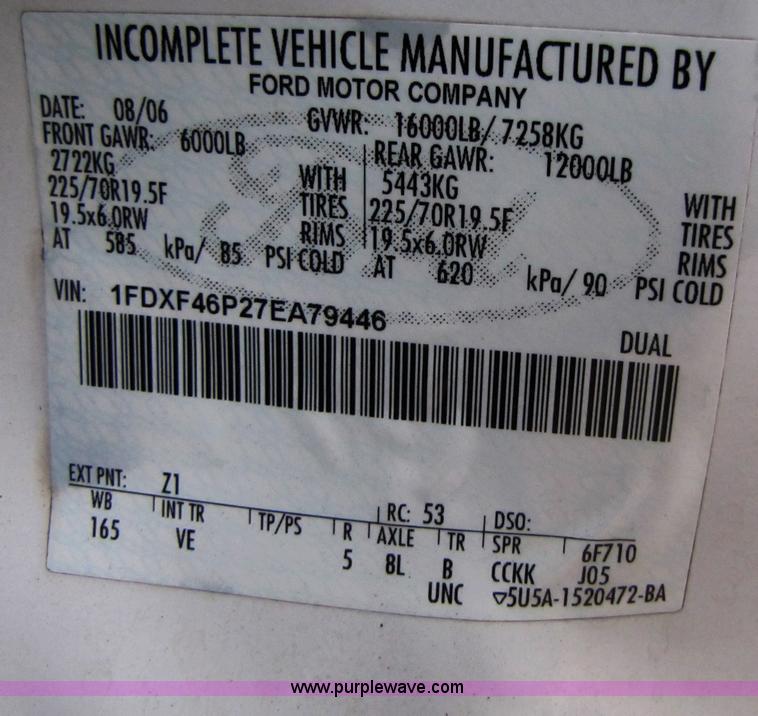 INCOMPLETE VEHICLE MANUFACTURED BY
FORD MOTOR COMPANY
DATE: 08/06 GVWR: 16000LB/ 7258KG
FRONT GAWR: 6000LB REAR GAWR: 12000LB
2722KG WITH 5443KG WITH
225/70R19.5F TIRES 225/70R19.5F TIRES
19.5x6.0RW RIMS 19.5x6.0RW RIMS
AT 585 kPa/ 85 PSI COLD AT 620 kPa/ 90 PSI COLD
VIN: 1FDXF46P27EA79446
DUAL
EXT PNT: Z1 RC: 53 DSO:
WB INT TR TP/PS R AXLE TR SPR 6F710
165 VE 5 8L B CCKK J05
UNC ▽5U5A-1520472-BA
www.purplewave.com